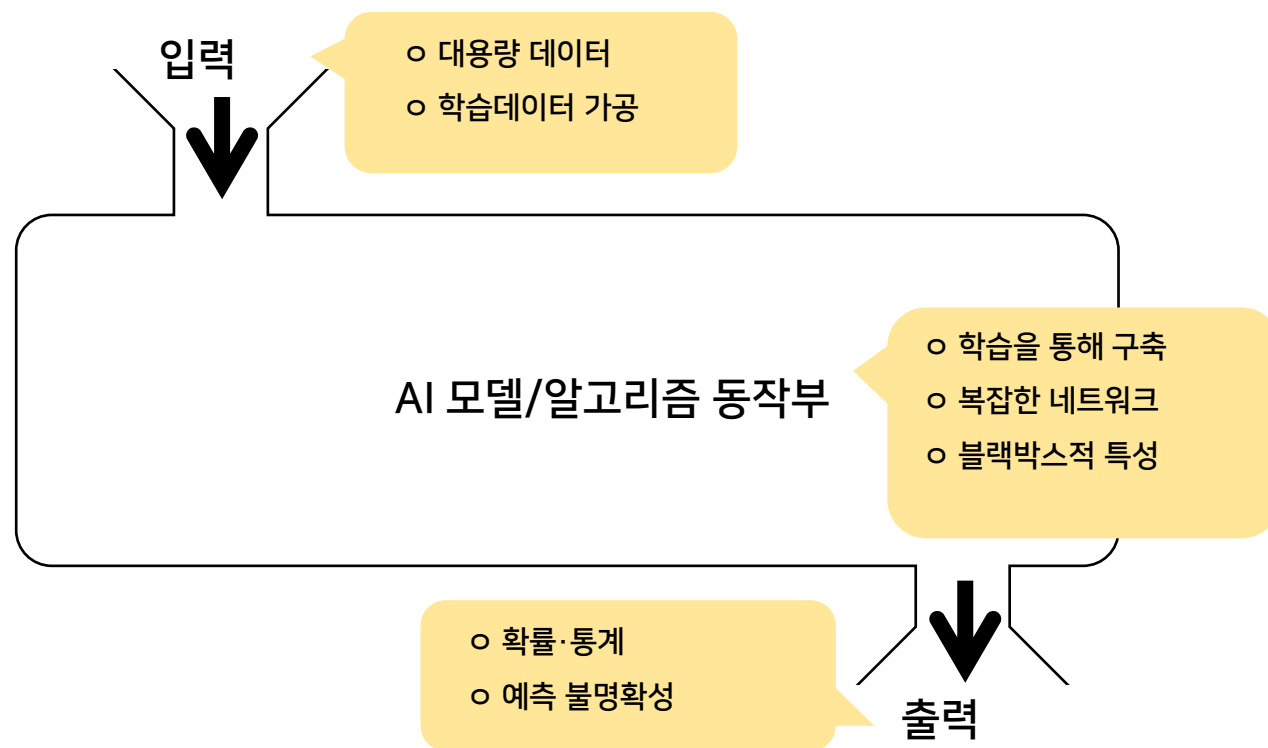 입력
ㅇ 대용량 데이터
ㅇ 학습데이터 가공
AI 모델/알고리즘 동작부
ㅇ 학습을 통해 구축
ㅇ 복잡한 네트워크
ㅇ 블랙박스적 특성
ㅇ 확률·통계
ㅇ 예측 불명확성
출력